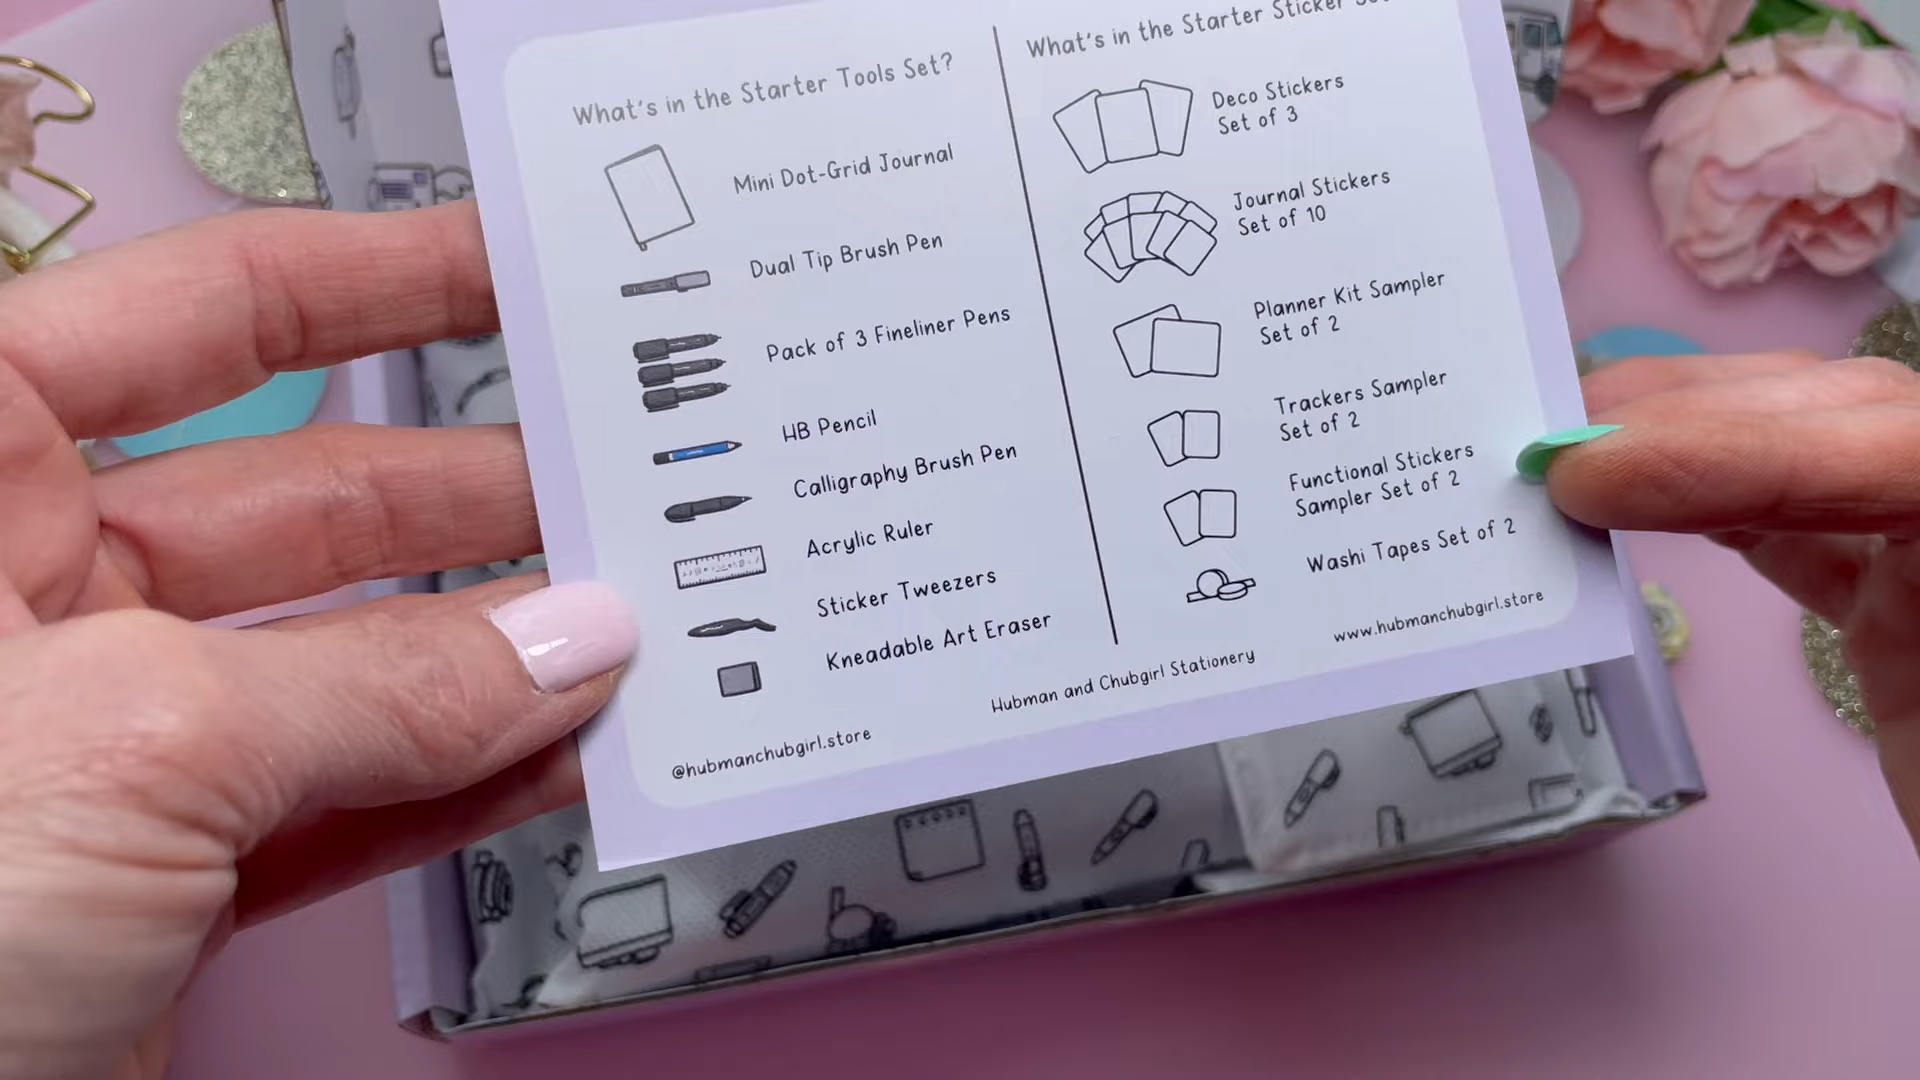 What's in the Starter Tools Set?
Mini Dot-Grid Journal
Dual Tip Brush Pen
Pack of 3 Fineliner Pens
HB Pencil
Calligraphy Brush Pen
Acrylic Ruler
Sticker Tweezers
Kneadable Art Eraser
What's in the Starter Sticker Set
Deco Stickers
Set of 3
Journal Stickers
Set of 10
Planner Kit Sampler
Set of 2
Trackers Sampler
Set of 2
Functional Stickers
Sampler Set of 2
Washi Tapes Set of 2
@hubmanchubgirl.store
Hubman and Chubgirl Stationery
www.hubmanchubgirl.store